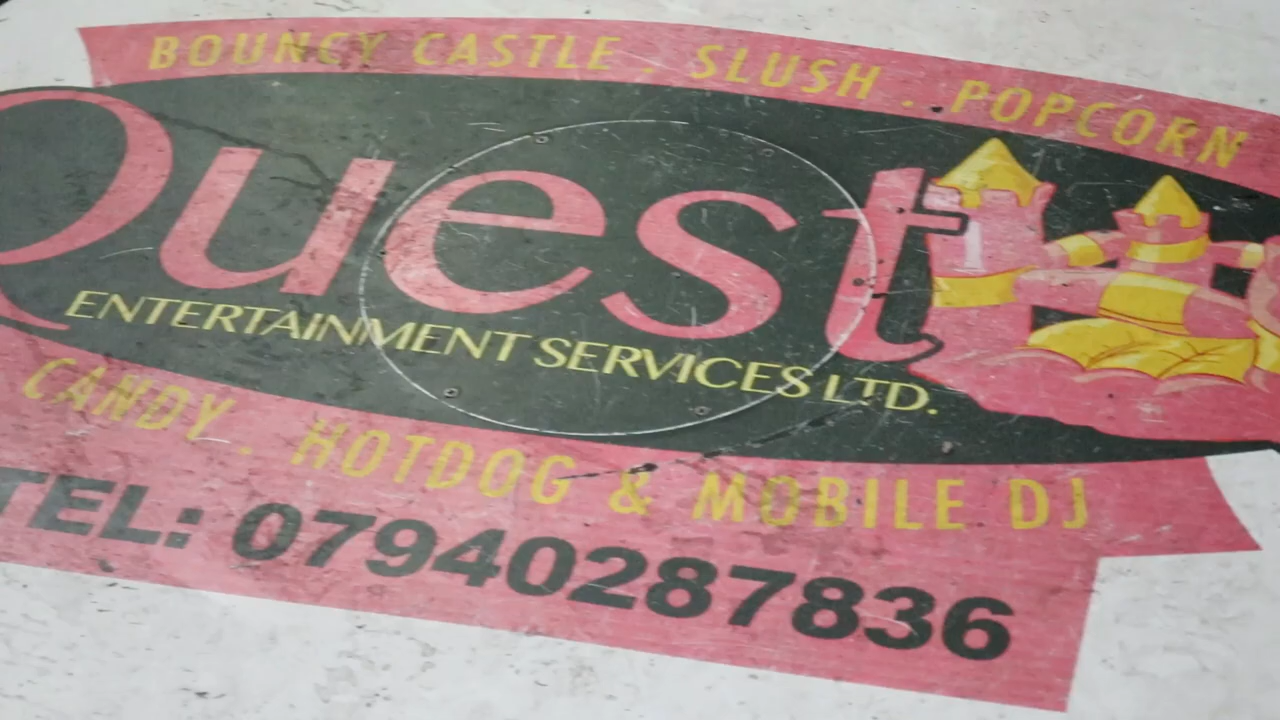 BOUNCY CASTLE . SLUSH . POPCORN
Quest
ENTERTAINMENT SERVICES LTD.
CANDY . HOTDOG & MOBILE DJ
TEL: 07940287836